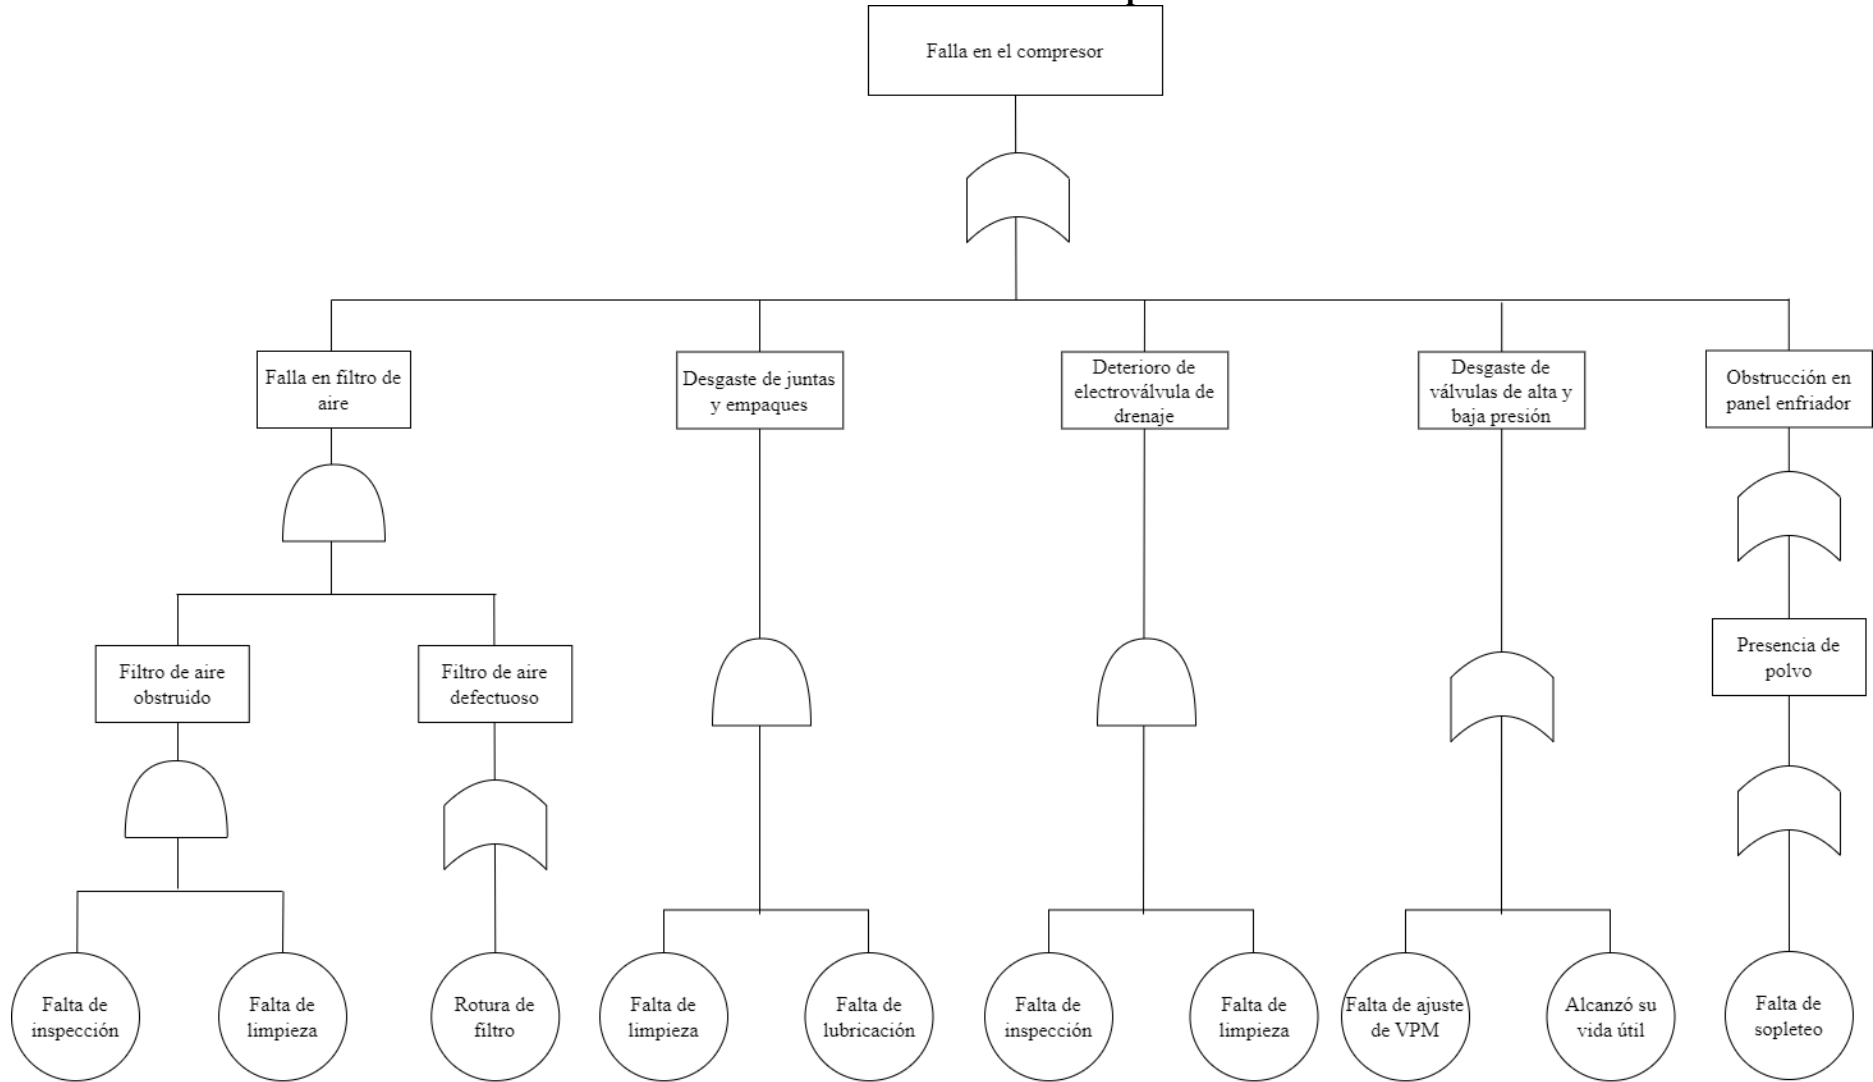 Falla en el compresor
Falla en filtro de
aire
Desgaste de juntas
y empaques
Deterioro de
electroválvula de
drenaje
Desgaste de
válvulas de alta y
baja presión
Obstrucción en
panel enfriador
Filtro de aire
obstruido
Filtro de aire
defectuoso
Presencia de
polvo
Falta de
inspección
Falta de
limpieza
Rotura de
filtro
Falta de
limpieza
Falta de
lubricación
Falta de
inspección
Falta de
limpieza
Falta de ajuste
de VPM
Alcanzó su
vida útil
Falta de
sopleteo